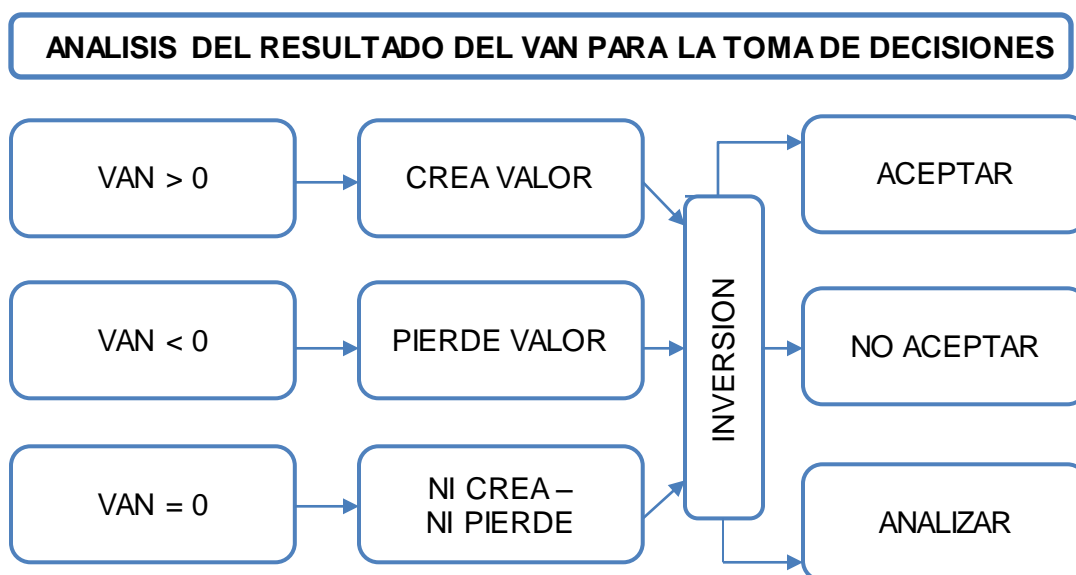 ANALISIS DEL RESULTADO DEL VAN PARA LA TOMA DE DECISIONES
VAN > 0
CREA VALOR
ACEPTAR
VAN < 0
PIERDE VALOR
INVERSION
NO ACEPTAR
VAN = 0
NI CREA –
NI PIERDE
ANALIZAR